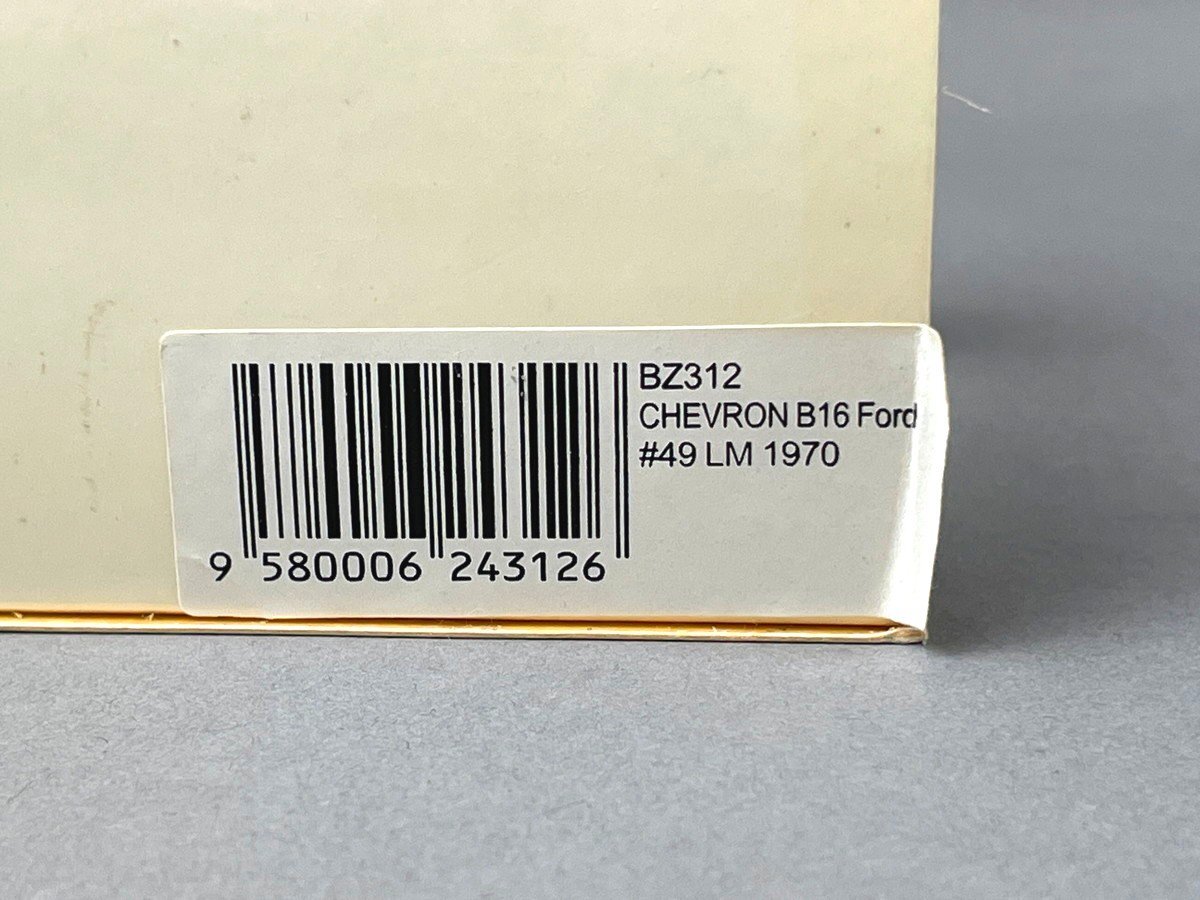 BZ312
CHEVRON B16 Ford
#49 LM 1970
9 580006 243126